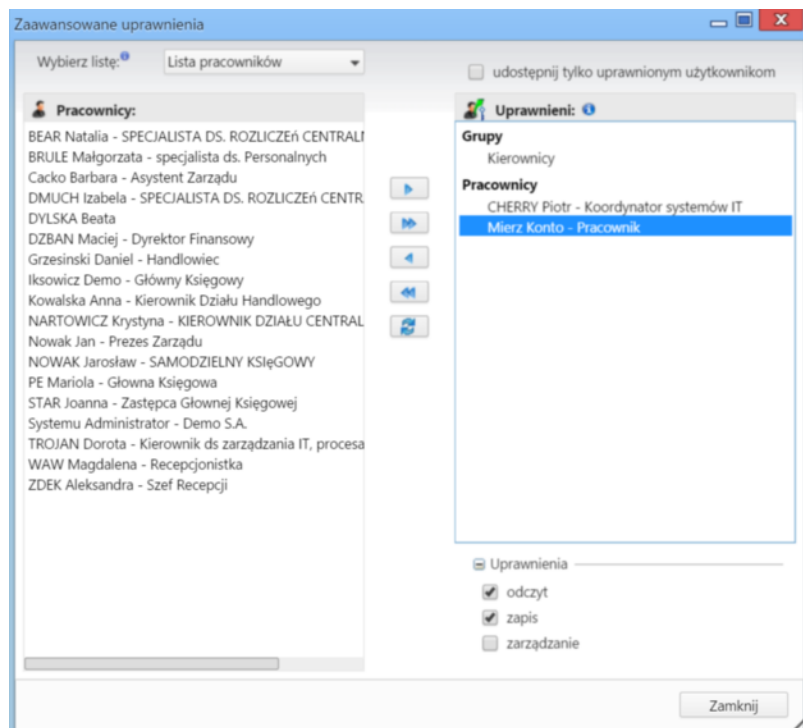 Zaawansowane uprawnienia
Wybierz listę:
Lista pracowników
udostępnij tylko uprawnionym użytkownikom
Pracownicy:
BEAR Natalia - SPECJALISTA DS. ROZLICZEń CENTRALN
BRULE Małgorzata - specjalista ds. Personalnych
Cacko Barbara - Asystent Zarządu
DMUCH Izabela - SPECJALISTA DS. ROZLICZEń CENTR
DYLSKA Beata
DZBAN Maciej - Dyrektor Finansowy
Grzesinski Daniel - Handlowiec
Iksowicz Demo - Główny Księgowy
Kowalska Anna - Kierownik Działu Handlowego
NARTOWICZ Krystyna - KIEROWNIK DZIAŁU CENTRAL
Nowak Jan - Prezes Zarządu
NOWAK Jarosław - SAMODZIELNY KSIęGOWY
PE Mariola - Głowna Księgowa
STAR Joanna - Zastępca Głownej Księgowej
Systemu Administrator - Demo S.A.
TROJAN Dorota - Kierownik ds zarządzania IT, procesa
WAW Magdalena - Recepcjonistka
ZDEK Aleksandra - Szef Recepcji
Uprawnieni:
Grupy
Kierownicy
Pracownicy
CHERRY Piotr - Koordynator systemów IT
Mierz Konto - Pracownik
Uprawnienia
odczyt
zapis
zarządzanie
Zamknij